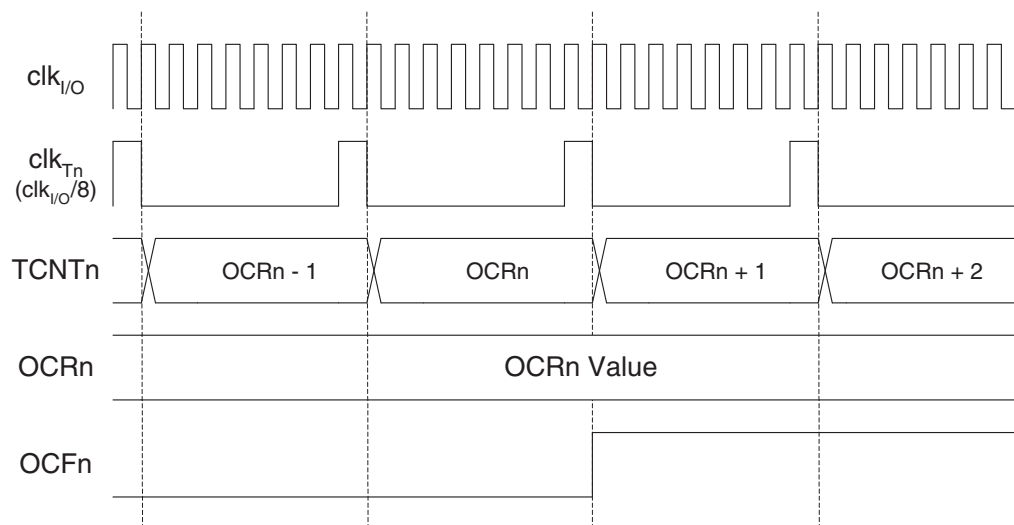 clkI/O
clkTn
(clkI/O/8)
TCNTn
OCRn - 1
OCRn
OCRn + 1
OCRn + 2
OCRn
OCRn Value
OCFn